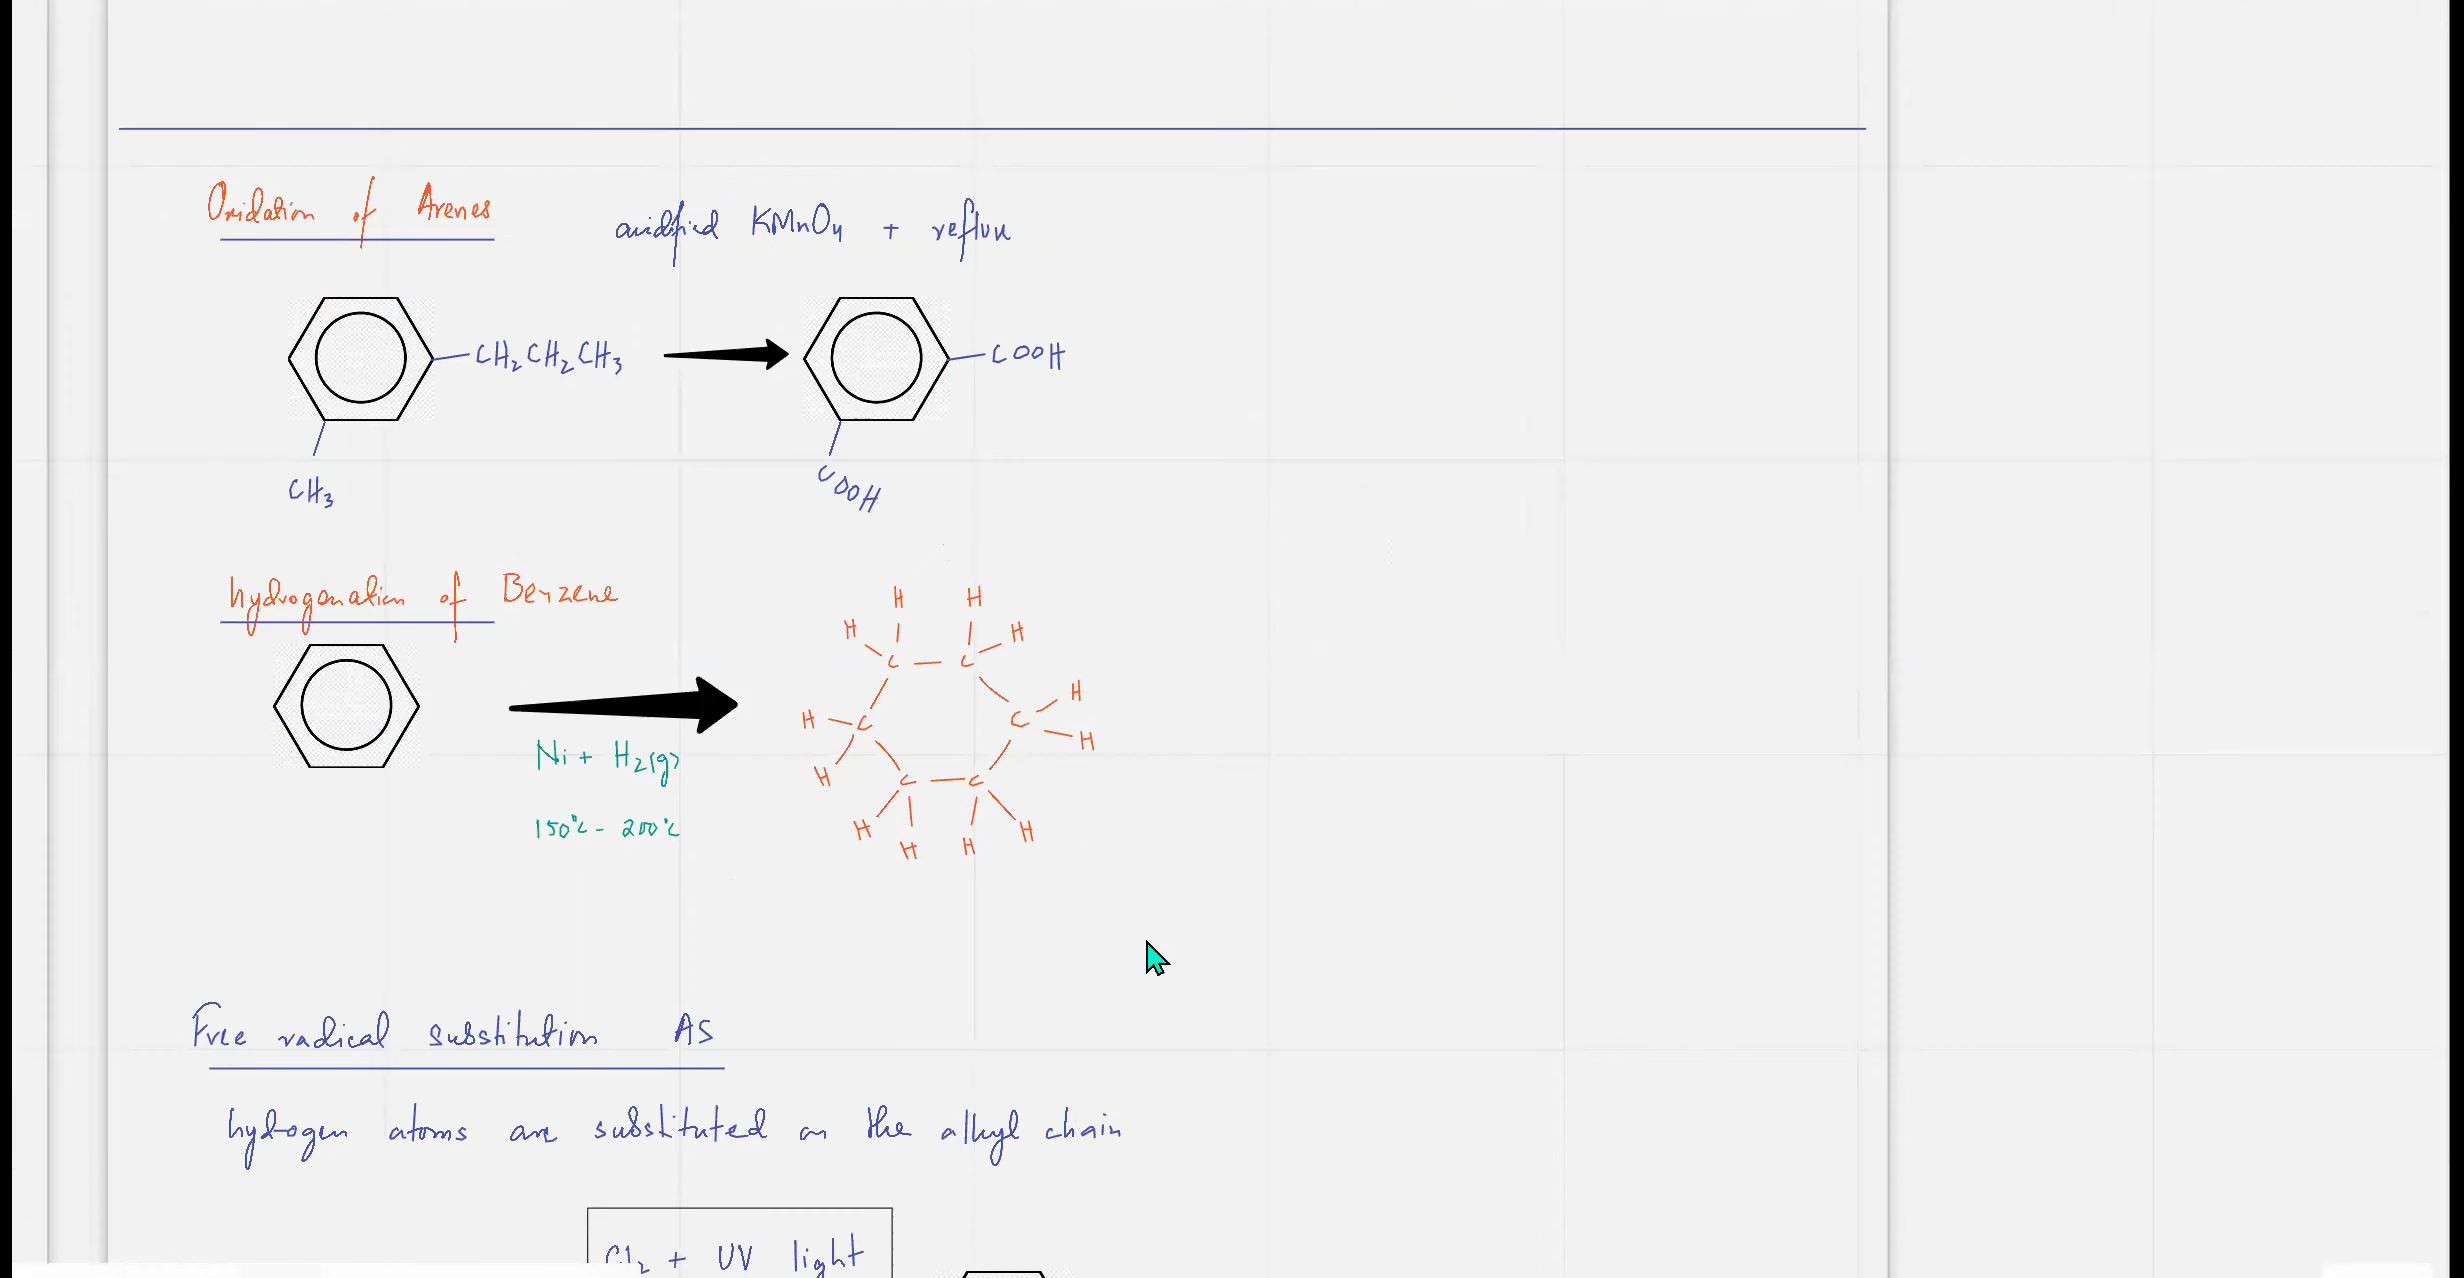 Oxidation of Arenes
acidified KMnO4 + reflux
CH2CH2CH3
COOH
CH3
COOH
hydrogenation of Benzene
H H
H H
C C
H
H C C
H
H
C C
Ni + H2(g)
150°C - 200°C
H H
H H
Free radical substitution AS
hydrogen atoms are substituted on the alkyl chain
Cl2 + UV light